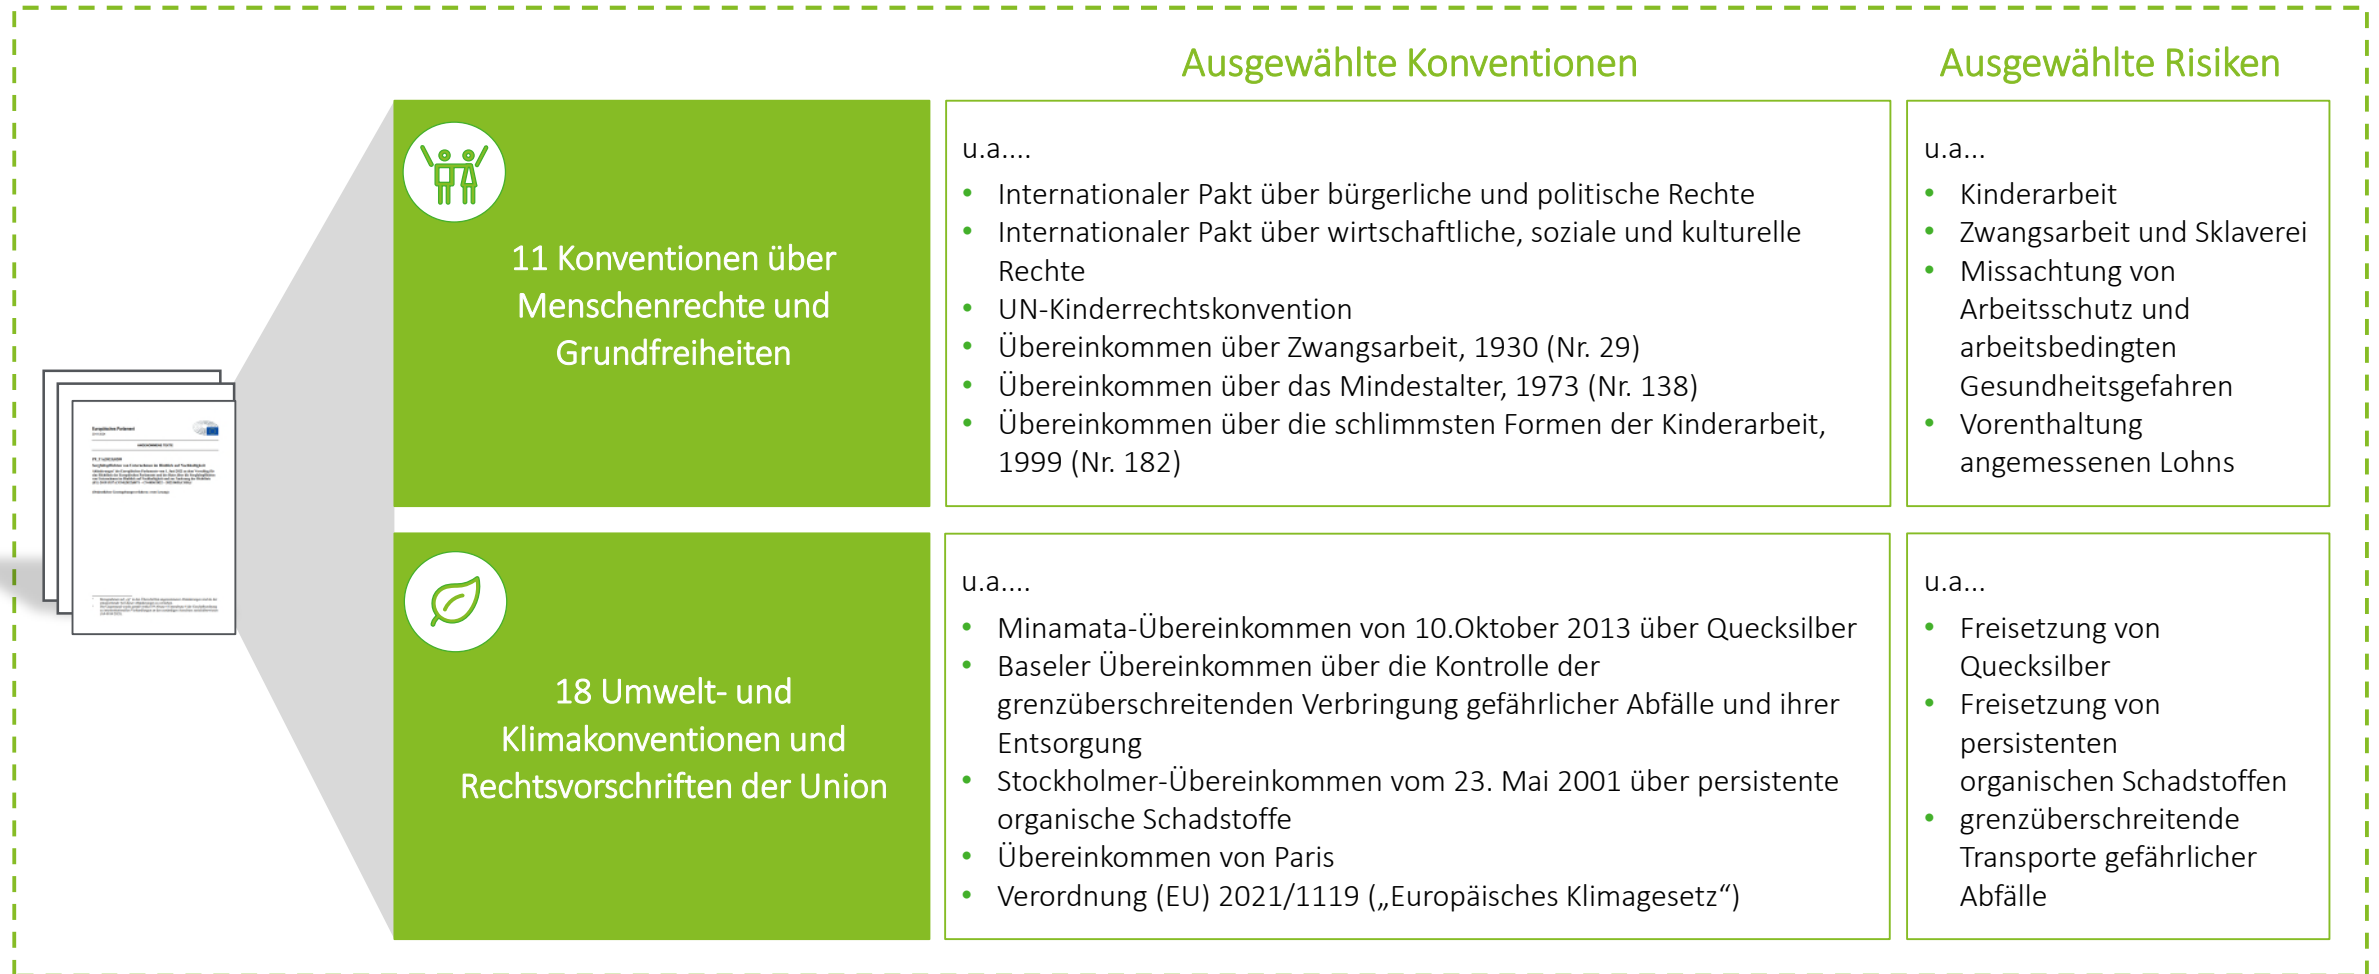 Ausgewählte Konventionen
Ausgewählte Risiken
11 Konventionen über
Menschenrechte und
Grundfreiheiten
u.a....
• Internationaler Pakt über bürgerliche und politische Rechte
• Internationaler Pakt über wirtschaftliche, soziale und kulturelle
Rechte
• UN-Kinderrechtskonvention
• Übereinkommen über Zwangsarbeit, 1930 (Nr. 29)
• Übereinkommen über das Mindestalter, 1973 (Nr. 138)
• Übereinkommen über die schlimmsten Formen der Kinderarbeit,
1999 (Nr. 182)
u.a...
• Kinderarbeit
• Zwangsarbeit und Sklaverei
• Missachtung von
Arbeitsschutz und
arbeitsbedingten
Gesundheitsgefahren
• Vorenthaltung
angemessenen Lohns
Europäisches Parlament
18 Umwelt- und
Klimakonventionen und
Rechtsvorschriften der Union
u.a....
• Minamata-Übereinkommen von 10.Oktober 2013 über Quecksilber
• Baseler Übereinkommen über die Kontrolle der
grenzüberschreitenden Verbringung gefährlicher Abfälle und ihrer
Entsorgung
• Stockholmer-Übereinkommen vom 23. Mai 2001 über persistente
organische Schadstoffe
• Übereinkommen von Paris
• Verordnung (EU) 2021/1119 („Europäisches Klimagesetz“)
u.a...
• Freisetzung von
Quecksilber
• Freisetzung von
persistenten
organischen Schadstoffen
• grenzüberschreitende
Transporte gefährlicher
Abfälle